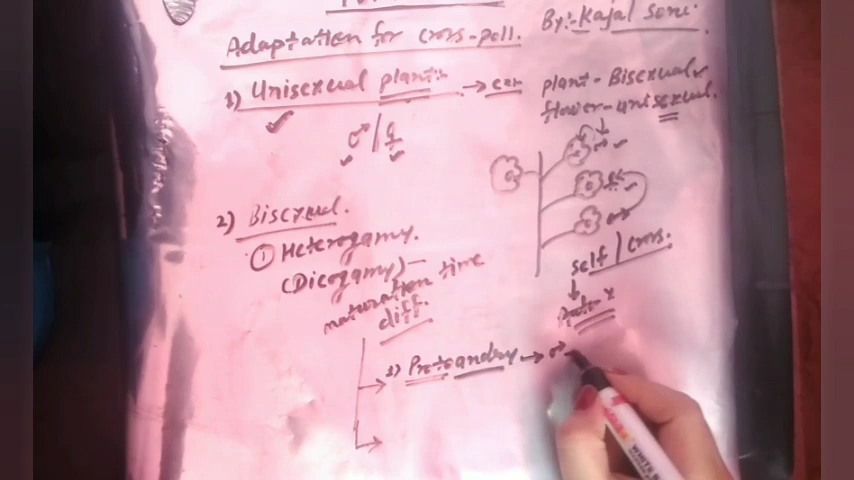 Adaptation for cross-poll.
By:- Kajal Soni.
1) Unisexual plant → can
♂ / ♀
plant - Bisexual
flower - unisexual.
self / cross.
2) Bisexual.
① Heterogamy.
(Dicogamy) -
maturation time
diff.
1) Protoandry → ♂